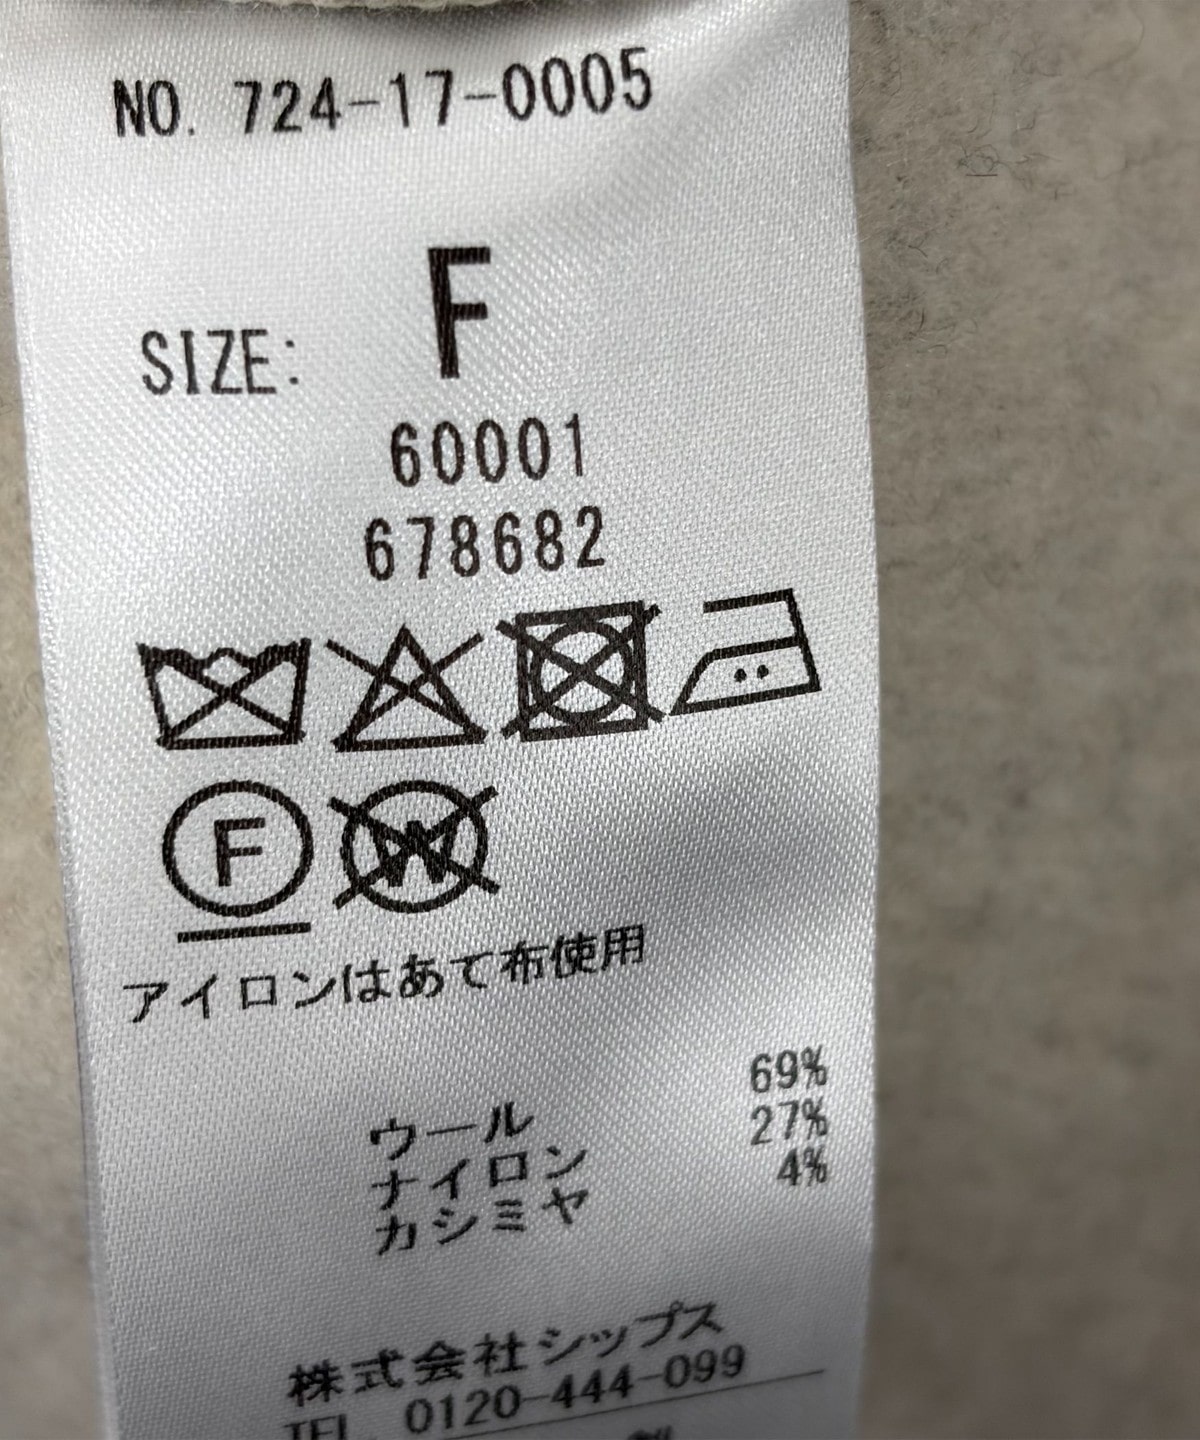 NO. 724-17-0005
SIZE: F
60001
678682
F
W
アイロンはあて布使用
ウール 69%
ナイロン 27%
カシミヤ 4%
株式会社シップス
TEL 0120-444-099
製